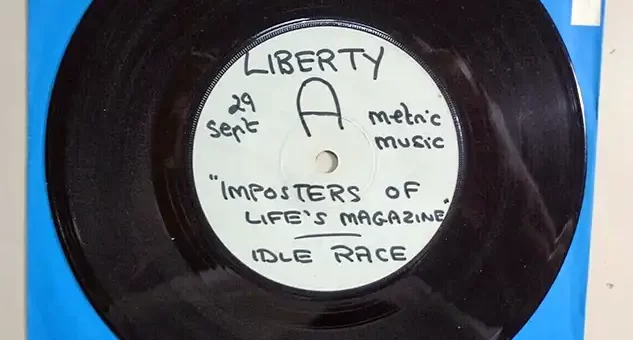 LIBERTY
A
29
Sept
metric
music
"IMPOSTERS OF
LIFE'S MAGAZINE"
IDLE RACE